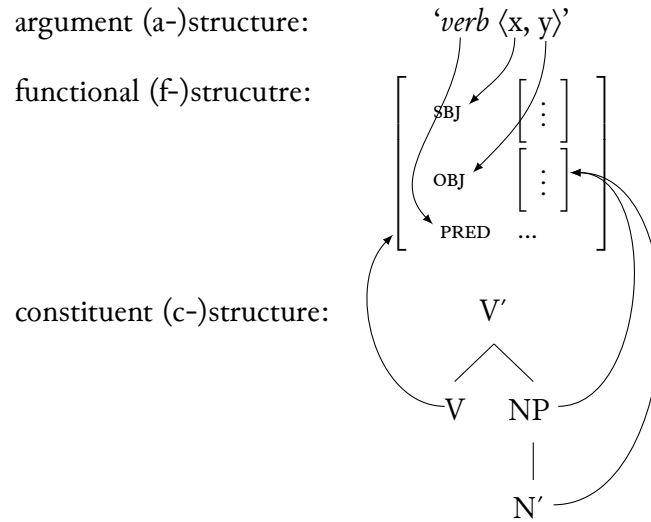 argument (a-)structure: ‘verb ⟨x, y⟩’
functional (f-)strucutre:
SBJ ⋮
OBJ ⋮
PRED ...
constituent (c-)structure: V′
V NP
N′